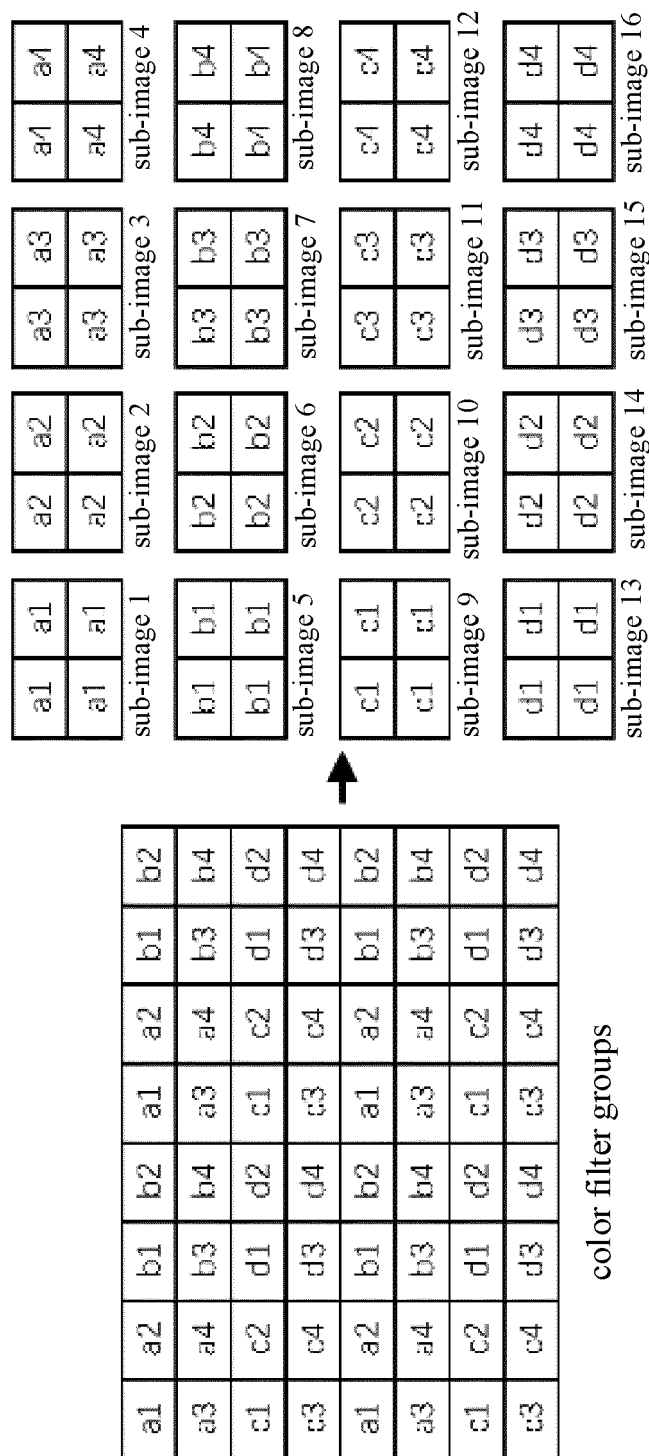 a1 a2 b1 b2 a1 a2 b1 b2
a3 a4 b3 b4 a3 a4 b3 b4
c1 c2 d1 d2 c1 c2 d1 d2
c3 c4 d3 d4 c3 c4 d3 d4
a1 a2 b1 b2 a1 a2 b1 b2
a3 a4 b3 b4 a3 a4 b3 b4
c1 c2 d1 d2 c1 c2 d1 d2
c3 c4 d3 d4 c3 c4 d3 d4
color filter groups
a1 a1 a2 a2 a3 a3 a4 a4
a1 a1 a2 a2 a3 a3 a4 a4
sub-image 1 sub-image 2 sub-image 3 sub-image 4
b1 b1 b2 b2 b3 b3 b4 b4
b1 b1 b2 b2 b3 b3 b4 b4
sub-image 5 sub-image 6 sub-image 7 sub-image 8
c1 c1 c2 c2 c3 c3 c4 c4
c1 c1 c2 c2 c3 c3 c4 c4
sub-image 9 sub-image 10 sub-image 11 sub-image 12
d1 d1 d2 d2 d3 d3 d4 d4
d1 d1 d2 d2 d3 d3 d4 d4
sub-image 13 sub-image 14 sub-image 15 sub-image 16